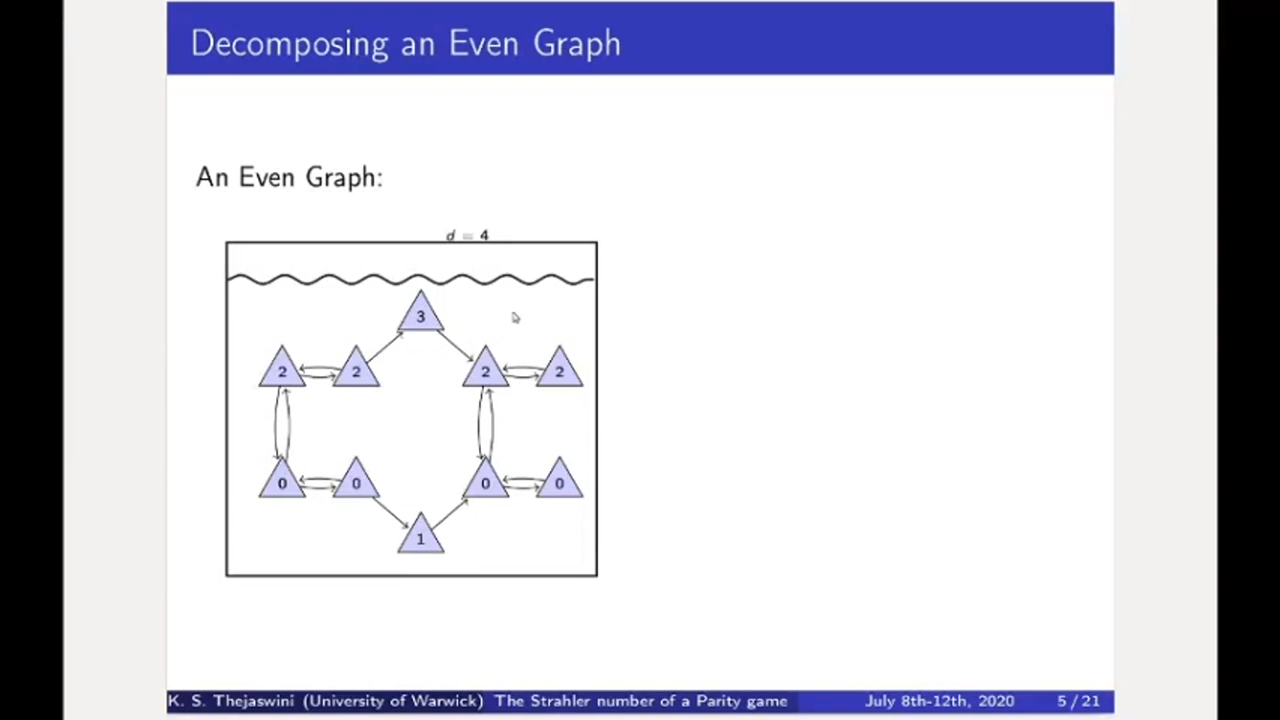 Decomposing an Even Graph
An Even Graph:
d = 4
3
2 2 2 2
0 0 0 0
1
K. S. Thejaswini (University of Warwick) The Strahler number of a Parity game July 8th-12th, 2020 5 / 21